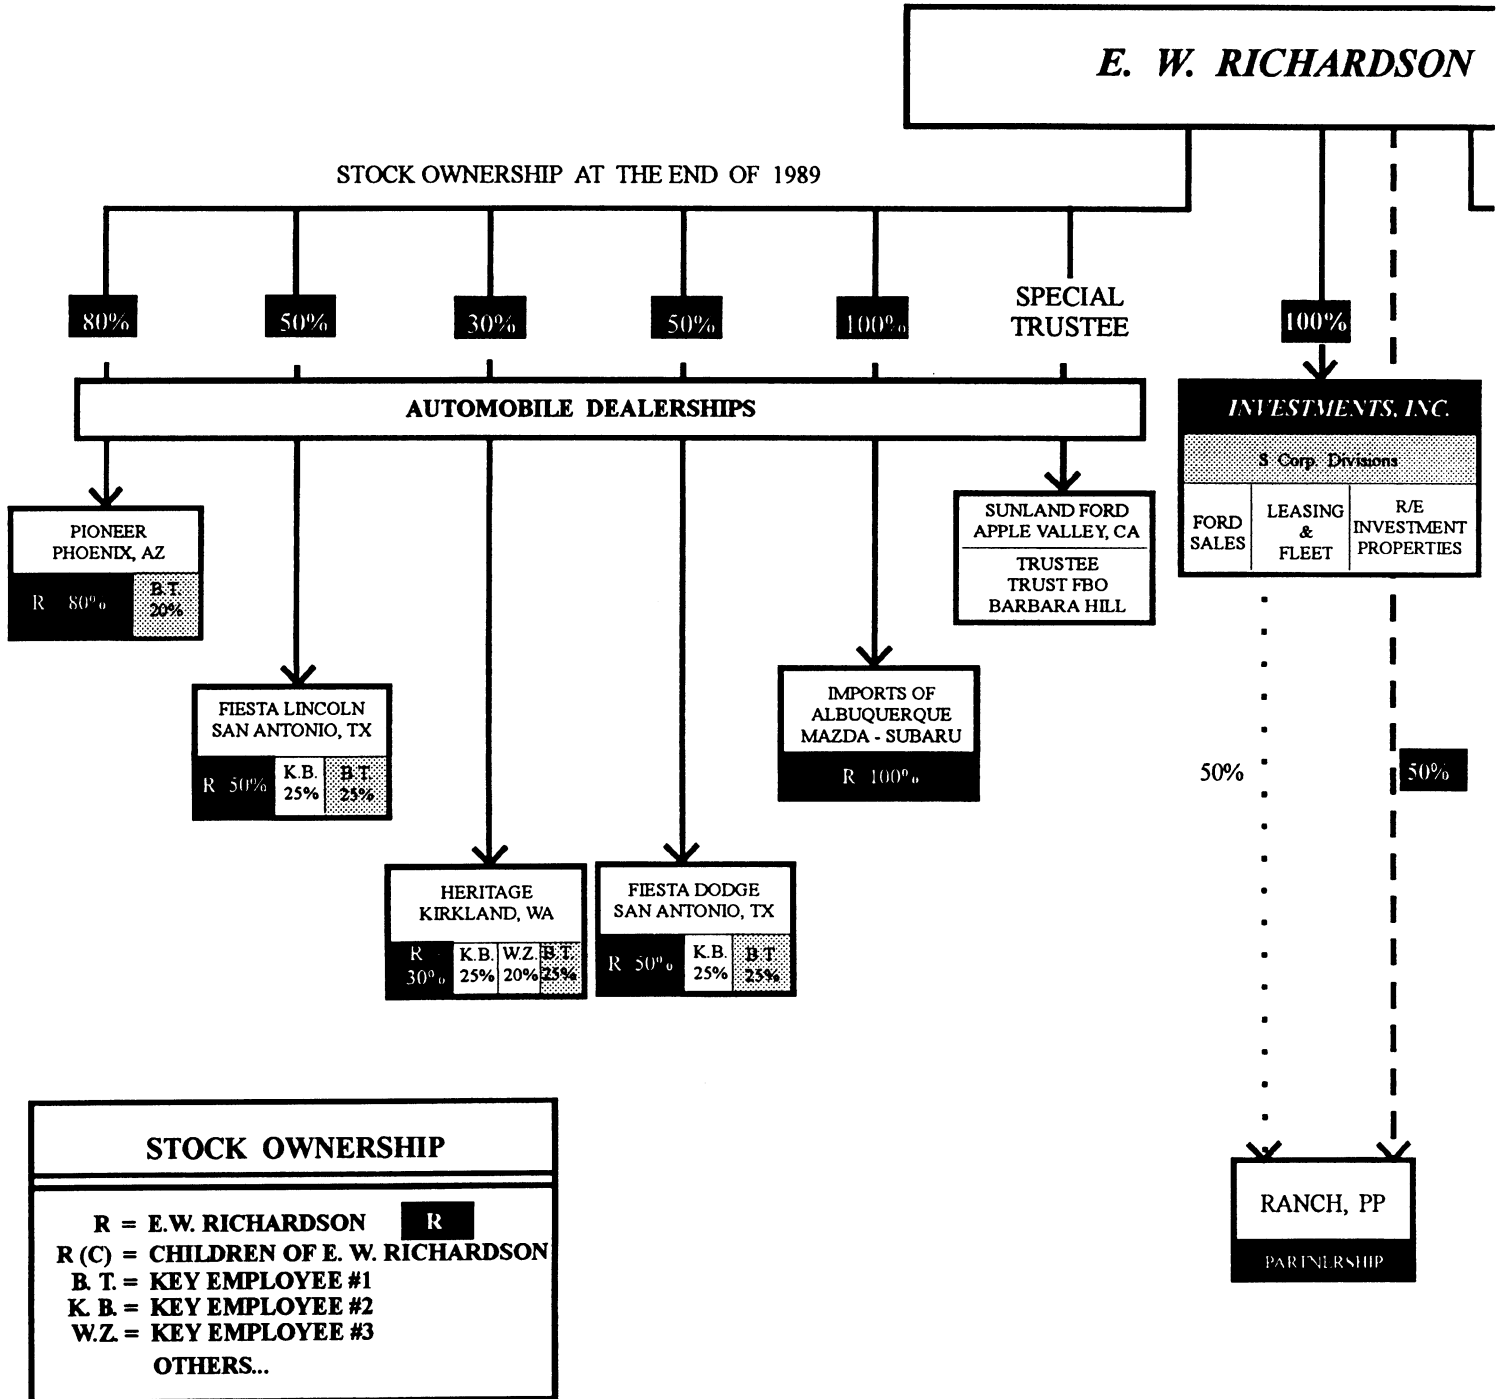 E. W. RICHARDSON
STOCK OWNERSHIP AT THE END OF 1989
80%
50%
30%
50%
100%
SPECIAL
TRUSTEE
100%
AUTOMOBILE DEALERSHIPS
INVESTMENTS, INC.
S Corp. Divisions
FORD
SALES
LEASING
&
FLEET
R/E
INVESTMENT
PROPERTIES
PIONEER
PHOENIX, AZ
R 80%
B.T.
20%
SUNLAND FORD
APPLE VALLEY, CA
TRUSTEE
TRUST FBO
BARBARA HILL
FIESTA LINCOLN
SAN ANTONIO, TX
R 50%
K.B.
25%
B.T.
25%
IMPORTS OF
ALBUQUERQUE
MAZDA - SUBARU
R 100%
50%
50%
HERITAGE
KIRKLAND, WA
R -
30%
K.B.
25%
W.Z.
20%
B.T.
25%
FIESTA DODGE
SAN ANTONIO, TX
R 50%
K.B.
25%
B T
25%
RANCH, PP
PARTNERSHIP
STOCK OWNERSHIP
R = E.W. RICHARDSON R
R (C) = CHILDREN OF E. W. RICHARDSON
B. T. = KEY EMPLOYEE #1
K. B. = KEY EMPLOYEE #2
W.Z. = KEY EMPLOYEE #3
OTHERS...